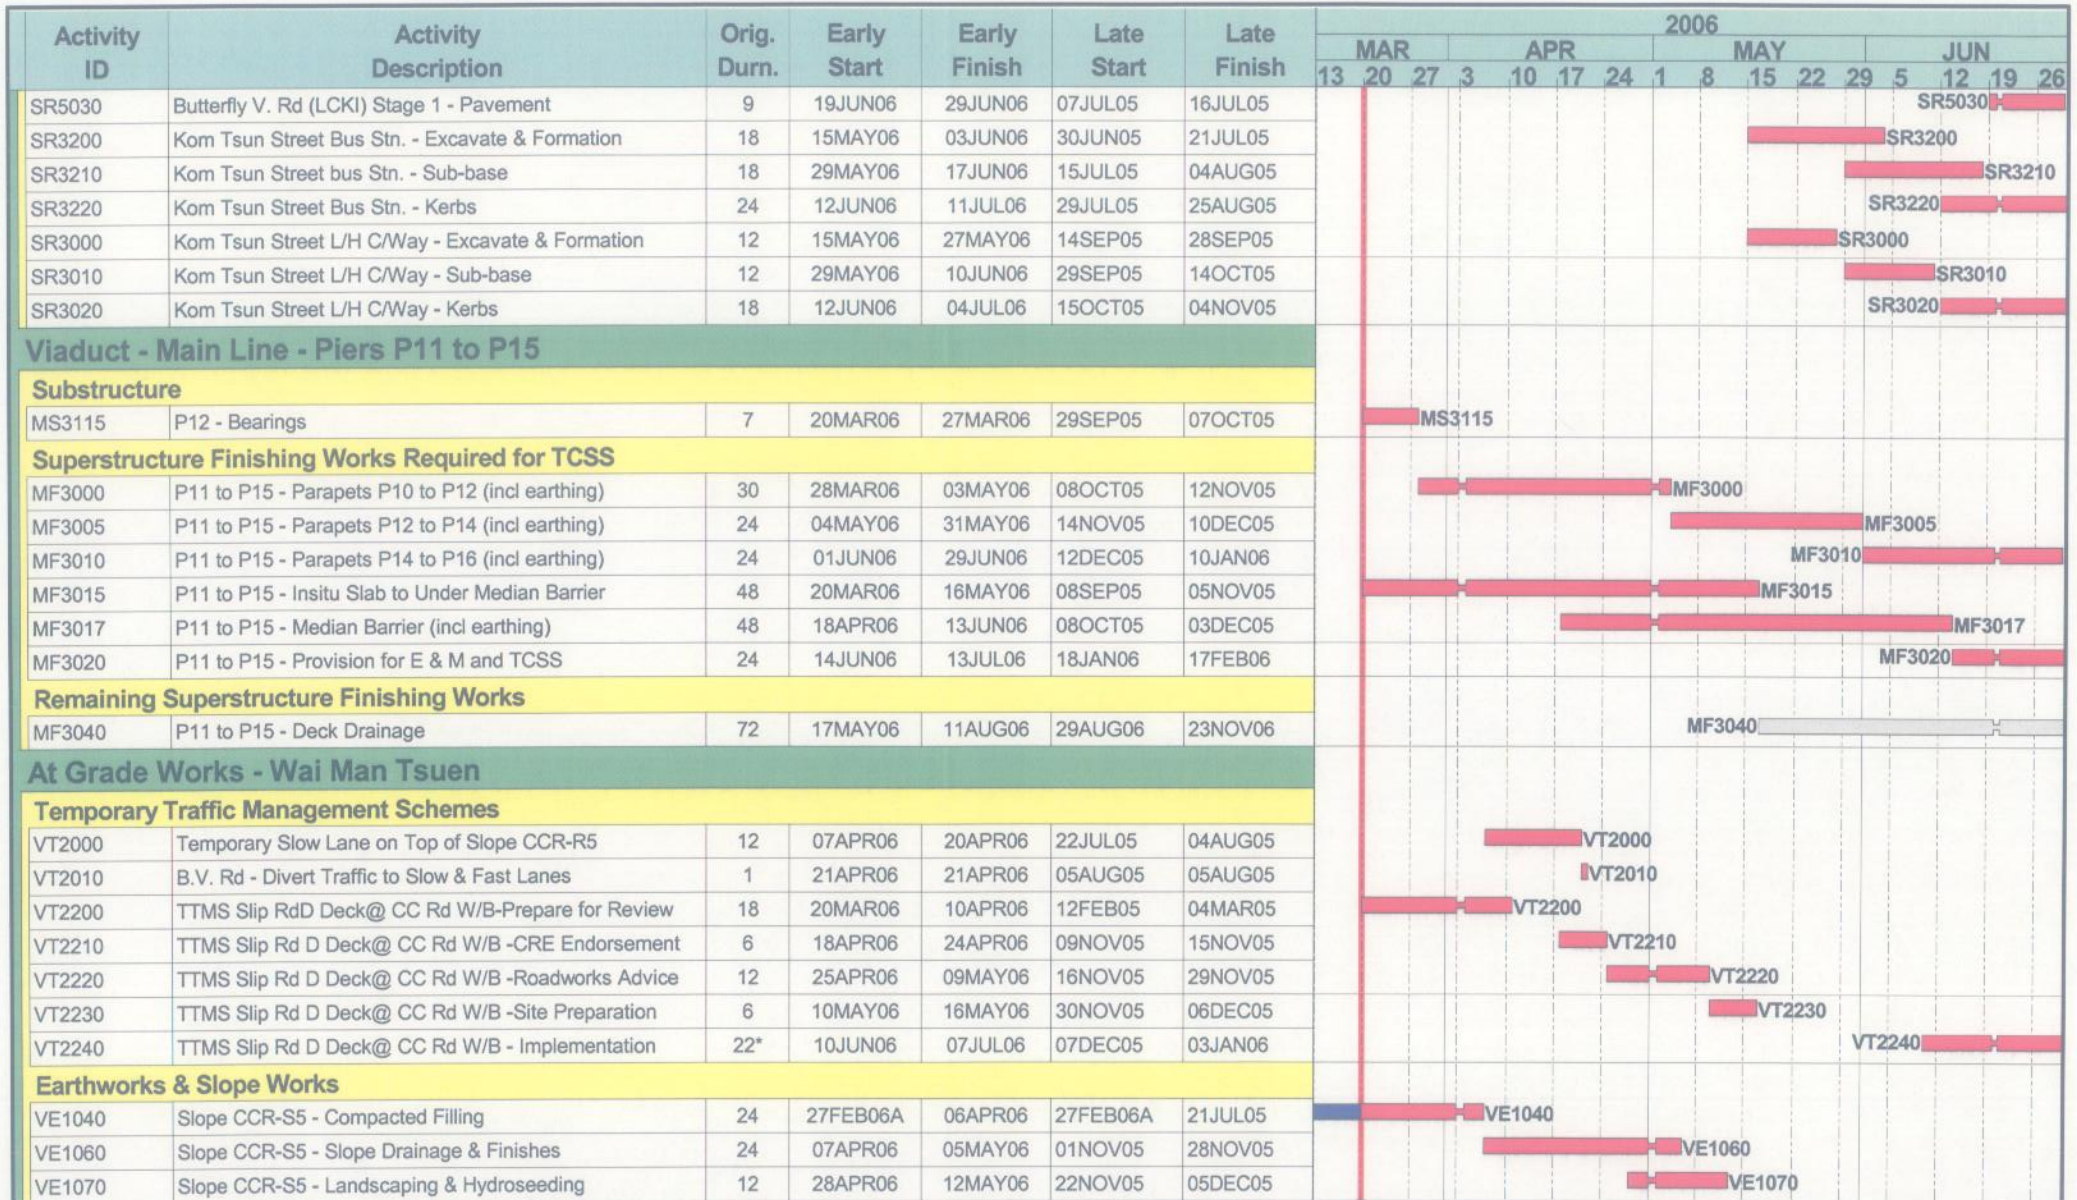 Activity ID Activity Description Orig. Durn. Early Start Early Finish Late Start Late Finish
2006
MAR APR MAY JUN
13 20 27 3 10 17 24 1 8 15 22 29 5 12 19 26
SR5030 Butterfly V. Rd (LCKI) Stage 1 - Pavement 9 19JUN06 29JUN06 07JUL05 16JUL05 SR5030
SR3200 Kom Tsun Street Bus Stn. - Excavate & Formation 18 15MAY06 03JUN06 30JUN05 21JUL05 SR3200
SR3210 Kom Tsun Street bus Stn. - Sub-base 18 29MAY06 17JUN06 15JUL05 04AUG05 SR3210
SR3220 Kom Tsun Street Bus Stn. - Kerbs 24 12JUN06 11JUL06 29JUL05 25AUG05 SR3220
SR3000 Kom Tsun Street L/H C/Way - Excavate & Formation 12 15MAY06 27MAY06 14SEP05 28SEP05 SR3000
SR3010 Kom Tsun Street L/H C/Way - Sub-base 12 29MAY06 10JUN06 29SEP05 14OCT05 SR3010
SR3020 Kom Tsun Street L/H C/Way - Kerbs 18 12JUN06 04JUL06 15OCT05 04NOV05 SR3020
Viaduct - Main Line - Piers P11 to P15
Substructure
MS3115 P12 - Bearings 7 20MAR06 27MAR06 29SEP05 07OCT05 MS3115
Superstructure Finishing Works Required for TCSS
MF3000 P11 to P15 - Parapets P10 to P12 (incl earthing) 30 28MAR06 03MAY06 08OCT05 12NOV05 MF3000
MF3005 P11 to P15 - Parapets P12 to P14 (incl earthing) 24 04MAY06 31MAY06 14NOV05 10DEC05 MF3005
MF3010 P11 to P15 - Parapets P14 to P16 (incl earthing) 24 01JUN06 29JUN06 12DEC05 10JAN06 MF3010
MF3015 P11 to P15 - Insitu Slab to Under Median Barrier 48 20MAR06 16MAY06 08SEP05 05NOV05 MF3015
MF3017 P11 to P15 - Median Barrier (incl earthing) 48 18APR06 13JUN06 08OCT05 03DEC05 MF3017
MF3020 P11 to P15 - Provision for E & M and TCSS 24 14JUN06 13JUL06 18JAN06 17FEB06 MF3020
Remaining Superstructure Finishing Works
MF3040 P11 to P15 - Deck Drainage 72 17MAY06 11AUG06 29AUG06 23NOV06 MF3040
At Grade Works - Wai Man Tsuen
Temporary Traffic Management Schemes
VT2000 Temporary Slow Lane on Top of Slope CCR-R5 12 07APR06 20APR06 22JUL05 04AUG05 VT2000
VT2010 B.V. Rd - Divert Traffic to Slow & Fast Lanes 1 21APR06 21APR06 05AUG05 05AUG05 VT2010
VT2200 TTMS Slip RdD Deck@ CC Rd W/B-Prepare for Review 18 20MAR06 10APR06 12FEB05 04MAR05 VT2200
VT2210 TTMS Slip Rd D Deck@ CC Rd W/B -CRE Endorsement 6 18APR06 24APR06 09NOV05 15NOV05 VT2210
VT2220 TTMS Slip Rd D Deck@ CC Rd W/B -Roadworks Advice 12 25APR06 09MAY06 16NOV05 29NOV05 VT2220
VT2230 TTMS Slip Rd D Deck@ CC Rd W/B -Site Preparation 6 10MAY06 16MAY06 30NOV05 06DEC05 VT2230
VT2240 TTMS Slip Rd D Deck@ CC Rd W/B - Implementation 22* 10JUN06 07JUL06 07DEC05 03JAN06 VT2240
Earthworks & Slope Works
VE1040 Slope CCR-S5 - Compacted Filling 24 27FEB06A 06APR06 27FEB06A 21JUL05 VE1040
VE1060 Slope CCR-S5 - Slope Drainage & Finishes 24 07APR06 05MAY06 01NOV05 28NOV05 VE1060
VE1070 Slope CCR-S5 - Landscaping & Hydroseeding 12 28APR06 12MAY06 22NOV05 05DEC05 VE1070